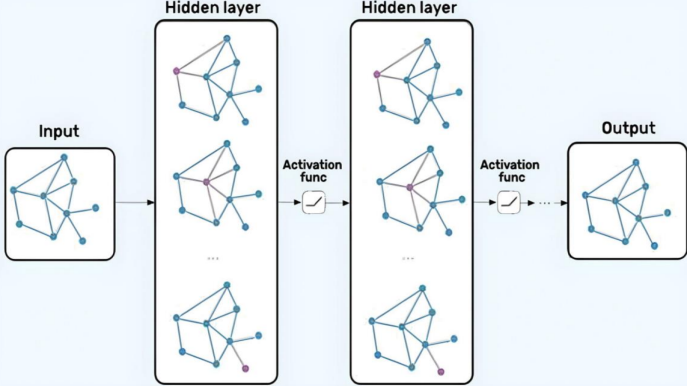 Hidden layer
Hidden layer
Input
Activation
func
Activation
func
Output
...
...
...